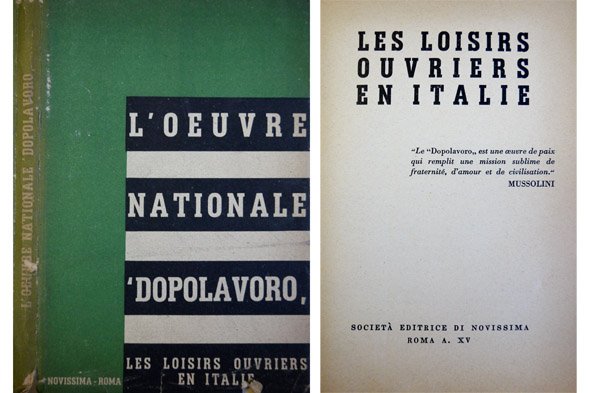 L'OEUVRE NATIONALE 'DOPOLAVORO,
L'OEUVRE
NATIONALE
'DOPOLAVORO,
LES LOISIRS OUVRIERS
EN ITALIE
NOVISSIMA - ROMA
LES LOISIRS
OUVRIERS
EN ITALIE
"Le "Dopolavoro„ est une œuvre de paix
qui remplit une mission sublime de
fraternité, d'amour et de civilisation."
MUSSOLINI
SOCIETÀ EDITRICE DI NOVISSIMA
ROMA A. XV